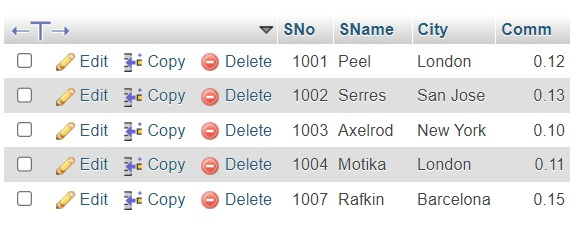 SNo SName City Comm
Edit Copy Delete 1001 Peel London 0.12
Edit Copy Delete 1002 Serres San Jose 0.13
Edit Copy Delete 1003 Axelrod New York 0.10
Edit Copy Delete 1004 Motika London 0.11
Edit Copy Delete 1007 Rafkin Barcelona 0.15